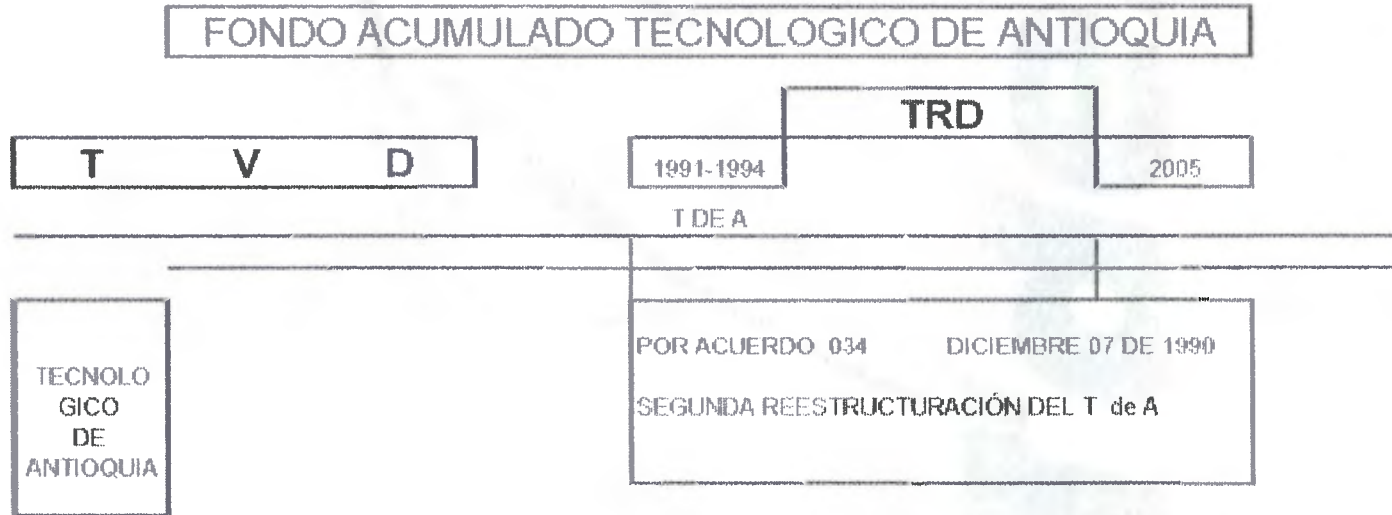 FONDO ACUMULADO TECNOLOGICO DE ANTIOQUIA
TRD
T V D
1991-1994
2005
T DE A
POR ACUERDO 034 DICIEMBRE 07 DE 1990
SEGUNDA REESTRUCTURACIÓN DEL T de A
TECNOLO
GICO
DE
ANTIOQUIA